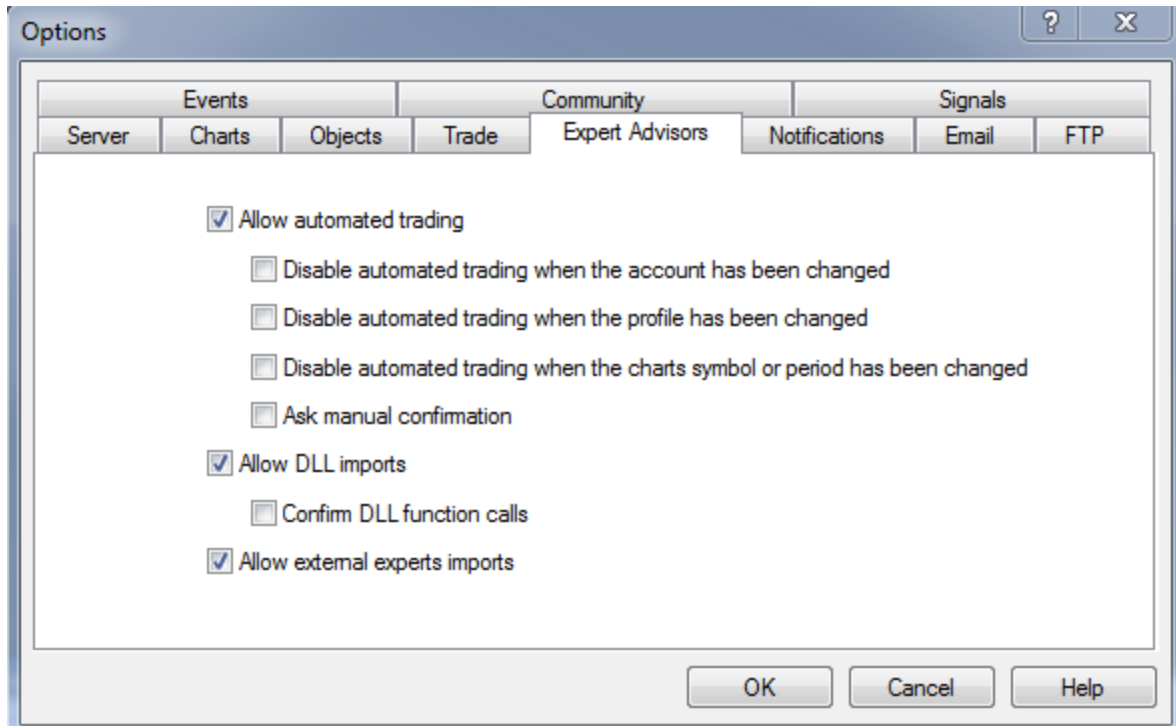 Options
Events Community Signals
Server Charts Objects Trade Expert Advisors Notifications Email FTP
Allow automated trading
Disable automated trading when the account has been changed
Disable automated trading when the profile has been changed
Disable automated trading when the charts symbol or period has been changed
Ask manual confirmation
Allow DLL imports
Confirm DLL function calls
Allow external experts imports
OK Cancel Help